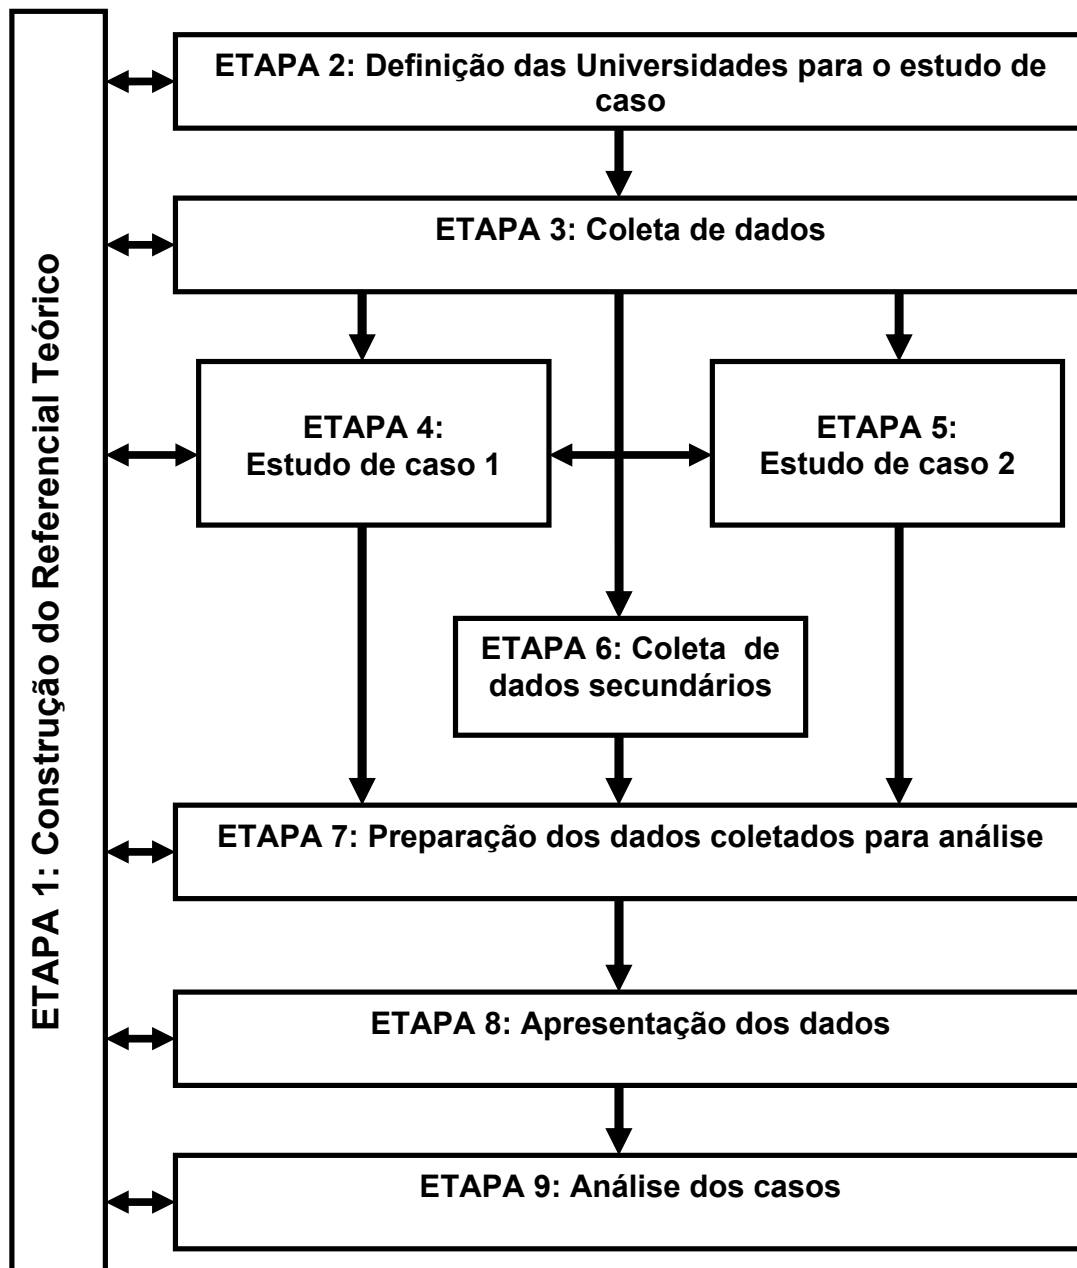 ETAPA 1: Construção do Referencial Teórico
ETAPA 2: Definição das Universidades para o estudo de
caso
ETAPA 3: Coleta de dados
ETAPA 4:
Estudo de caso 1
ETAPA 5:
Estudo de caso 2
ETAPA 6: Coleta de
dados secundários
ETAPA 7: Preparação dos dados coletados para análise
ETAPA 8: Apresentação dos dados
ETAPA 9: Análise dos casos